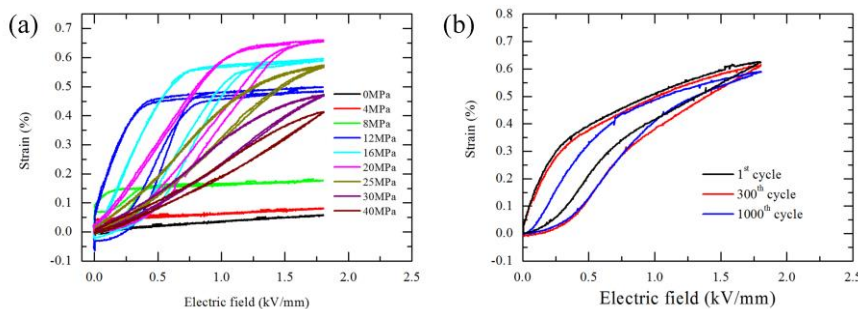 (a)
0.7
0.6
0.5
0.4
0.3
0.2
0.1
0.0
-0.1
Strain (%)
0.0 0.5 1.0 1.5 2.0 2.5
Electric field (kV/mm)
0MPa
4MPa
8MPa
12MPa
16MPa
20MPa
25MPa
30MPa
40MPa
(b)
0.8
0.7
0.6
0.5
0.4
0.3
0.2
0.1
0.0
-0.1
Strain (%)
0.0 0.5 1.0 1.5 2.0 2.5
Electric field (kV/mm)
1st cycle
300th cycle
1000th cycle